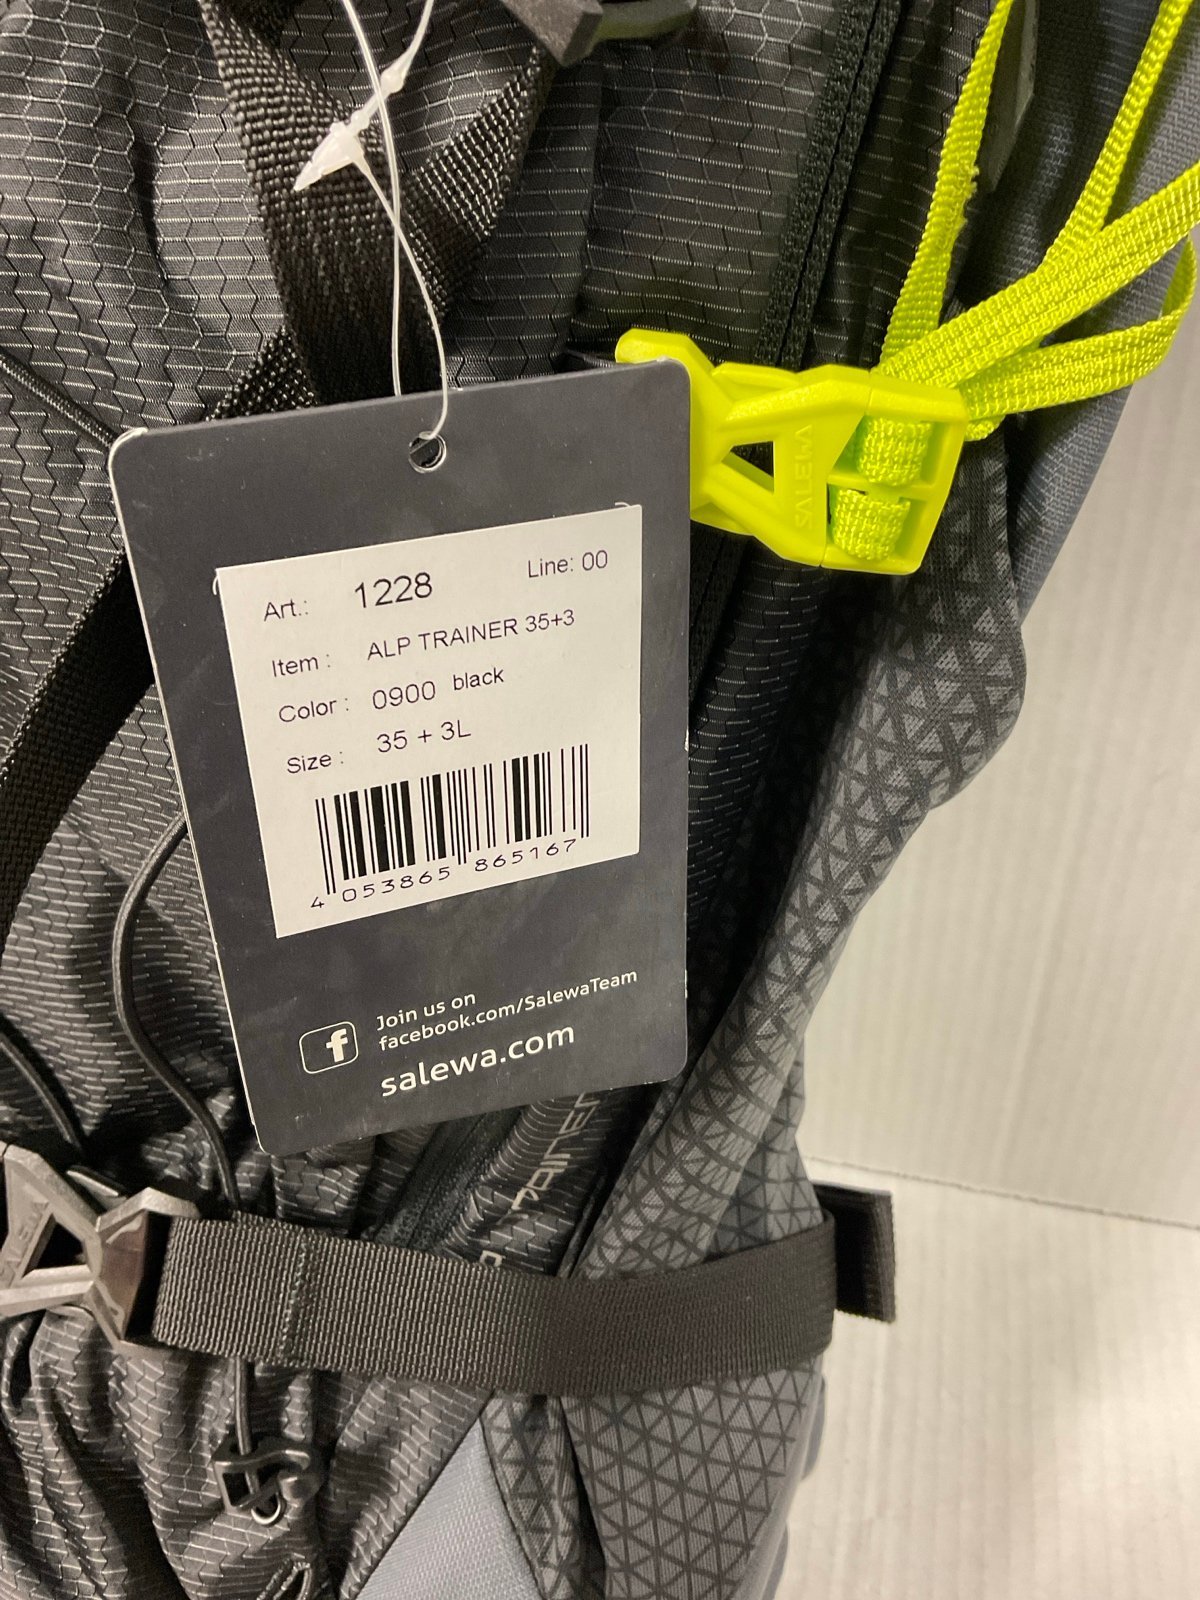 SALEWA
Art.: 1228 Line: 00
Item : ALP TRAINER 35+3
Color : 0900 black
Size : 35 + 3L
4 053865 865167
f Join us on
facebook.com/SalewaTeam
salewa.com
SALEWA